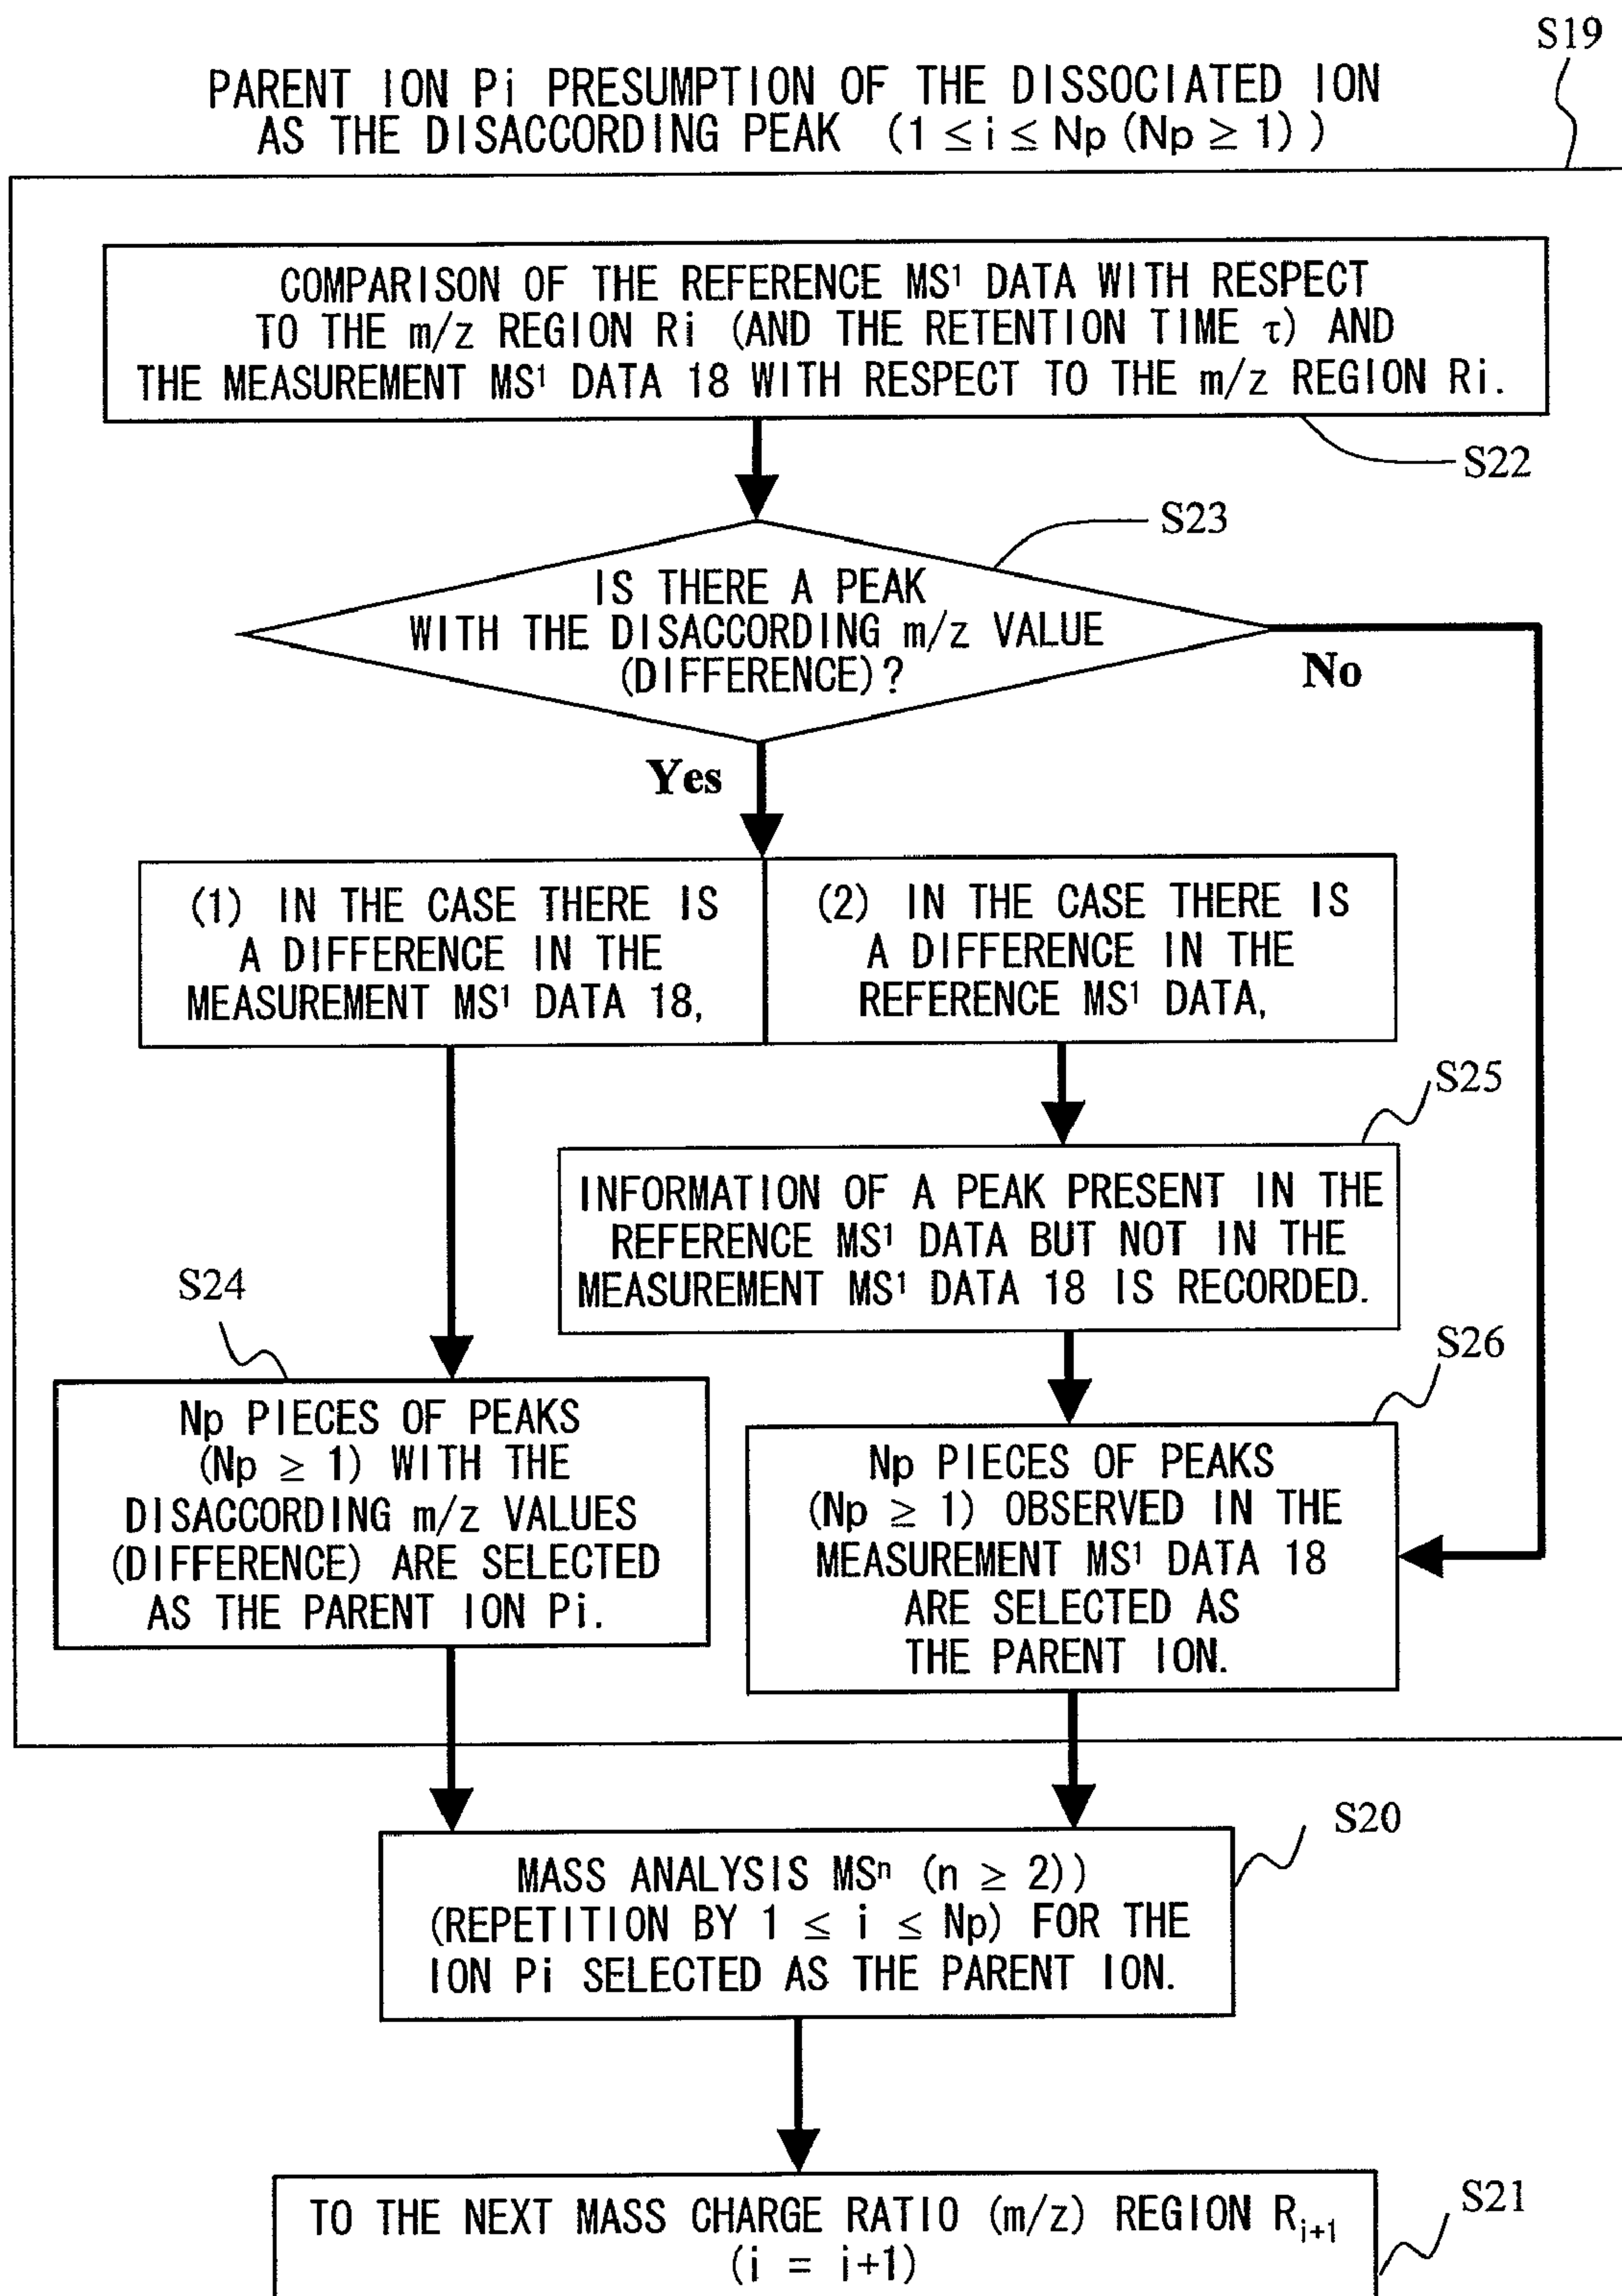 S19
PARENT ION Pi PRESUMPTION OF THE DISSOCIATED ION
AS THE DISACCORDING PEAK (1 ≤ i ≤ Np (Np ≥ 1) )
COMPARISON OF THE REFERENCE MS¹ DATA WITH RESPECT
TO THE m/z REGION Ri (AND THE RETENTION TIME τ) AND
THE MEASUREMENT MS¹ DATA 18 WITH RESPECT TO THE m/z REGION Ri.
S22
S23
IS THERE A PEAK
WITH THE DISACCORDING m/z VALUE
(DIFFERENCE)?
No
Yes
(1) IN THE CASE THERE IS
A DIFFERENCE IN THE
MEASUREMENT MS¹ DATA 18,
(2) IN THE CASE THERE IS
A DIFFERENCE IN THE
REFERENCE MS¹ DATA,
S25
INFORMATION OF A PEAK PRESENT IN THE
REFERENCE MS¹ DATA BUT NOT IN THE
MEASUREMENT MS¹ DATA 18 IS RECORDED.
S24
Np PIECES OF PEAKS
(Np ≥ 1) WITH THE
DISACCORDING m/z VALUES
(DIFFERENCE) ARE SELECTED
AS THE PARENT ION Pi.
S26
Np PIECES OF PEAKS
(Np ≥ 1) OBSERVED IN THE
MEASUREMENT MS¹ DATA 18
ARE SELECTED AS
THE PARENT ION.
S20
MASS ANALYSIS MSⁿ (n ≥ 2))
(REPETITION BY 1 ≤ i ≤ Np) FOR THE
ION Pi SELECTED AS THE PARENT ION.
S21
TO THE NEXT MASS CHARGE RATIO (m/z) REGION Rᵢ₊₁
(i = i+1)